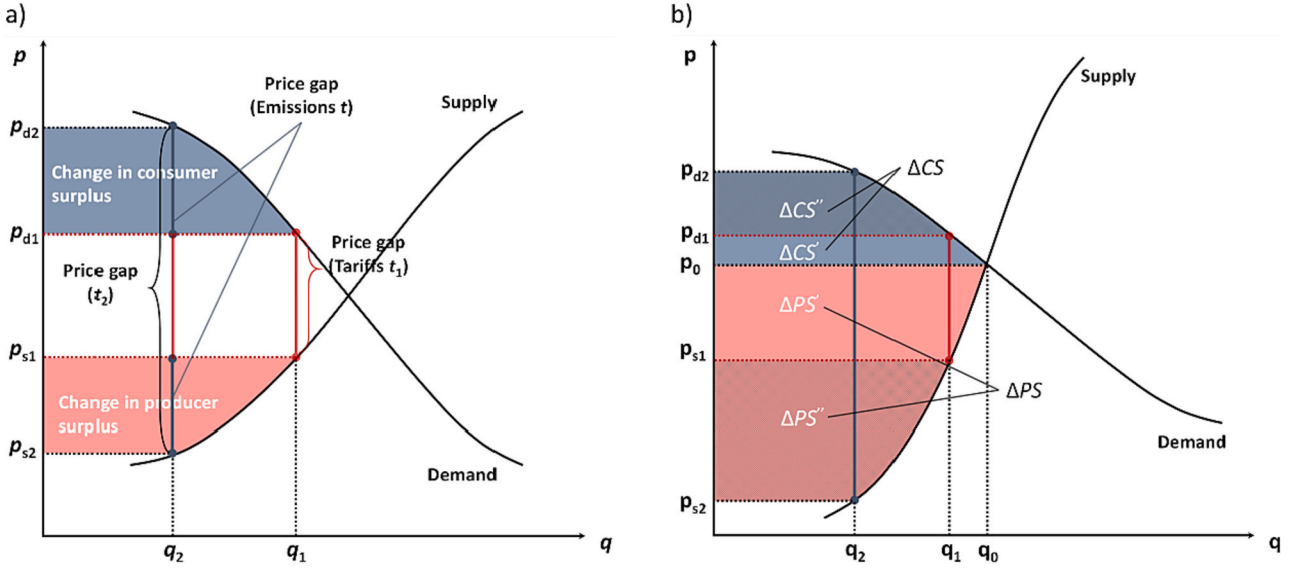 a)
p
Price gap
(Emissions t)
Supply
p_d2
Change in consumer
surplus
p_d1
Price gap
(Tariffs t_1)
Price gap
(t_2)
p_s1
Change in producer
surplus
p_s2
Demand
q_2
q_1
q
b)
p
Supply
p_d2
ΔCS
ΔCS″
p_d1
ΔCS′
p_0
ΔPS′
p_s1
ΔPS
ΔPS″
Demand
p_s2
q_2
q_1
q_0
q